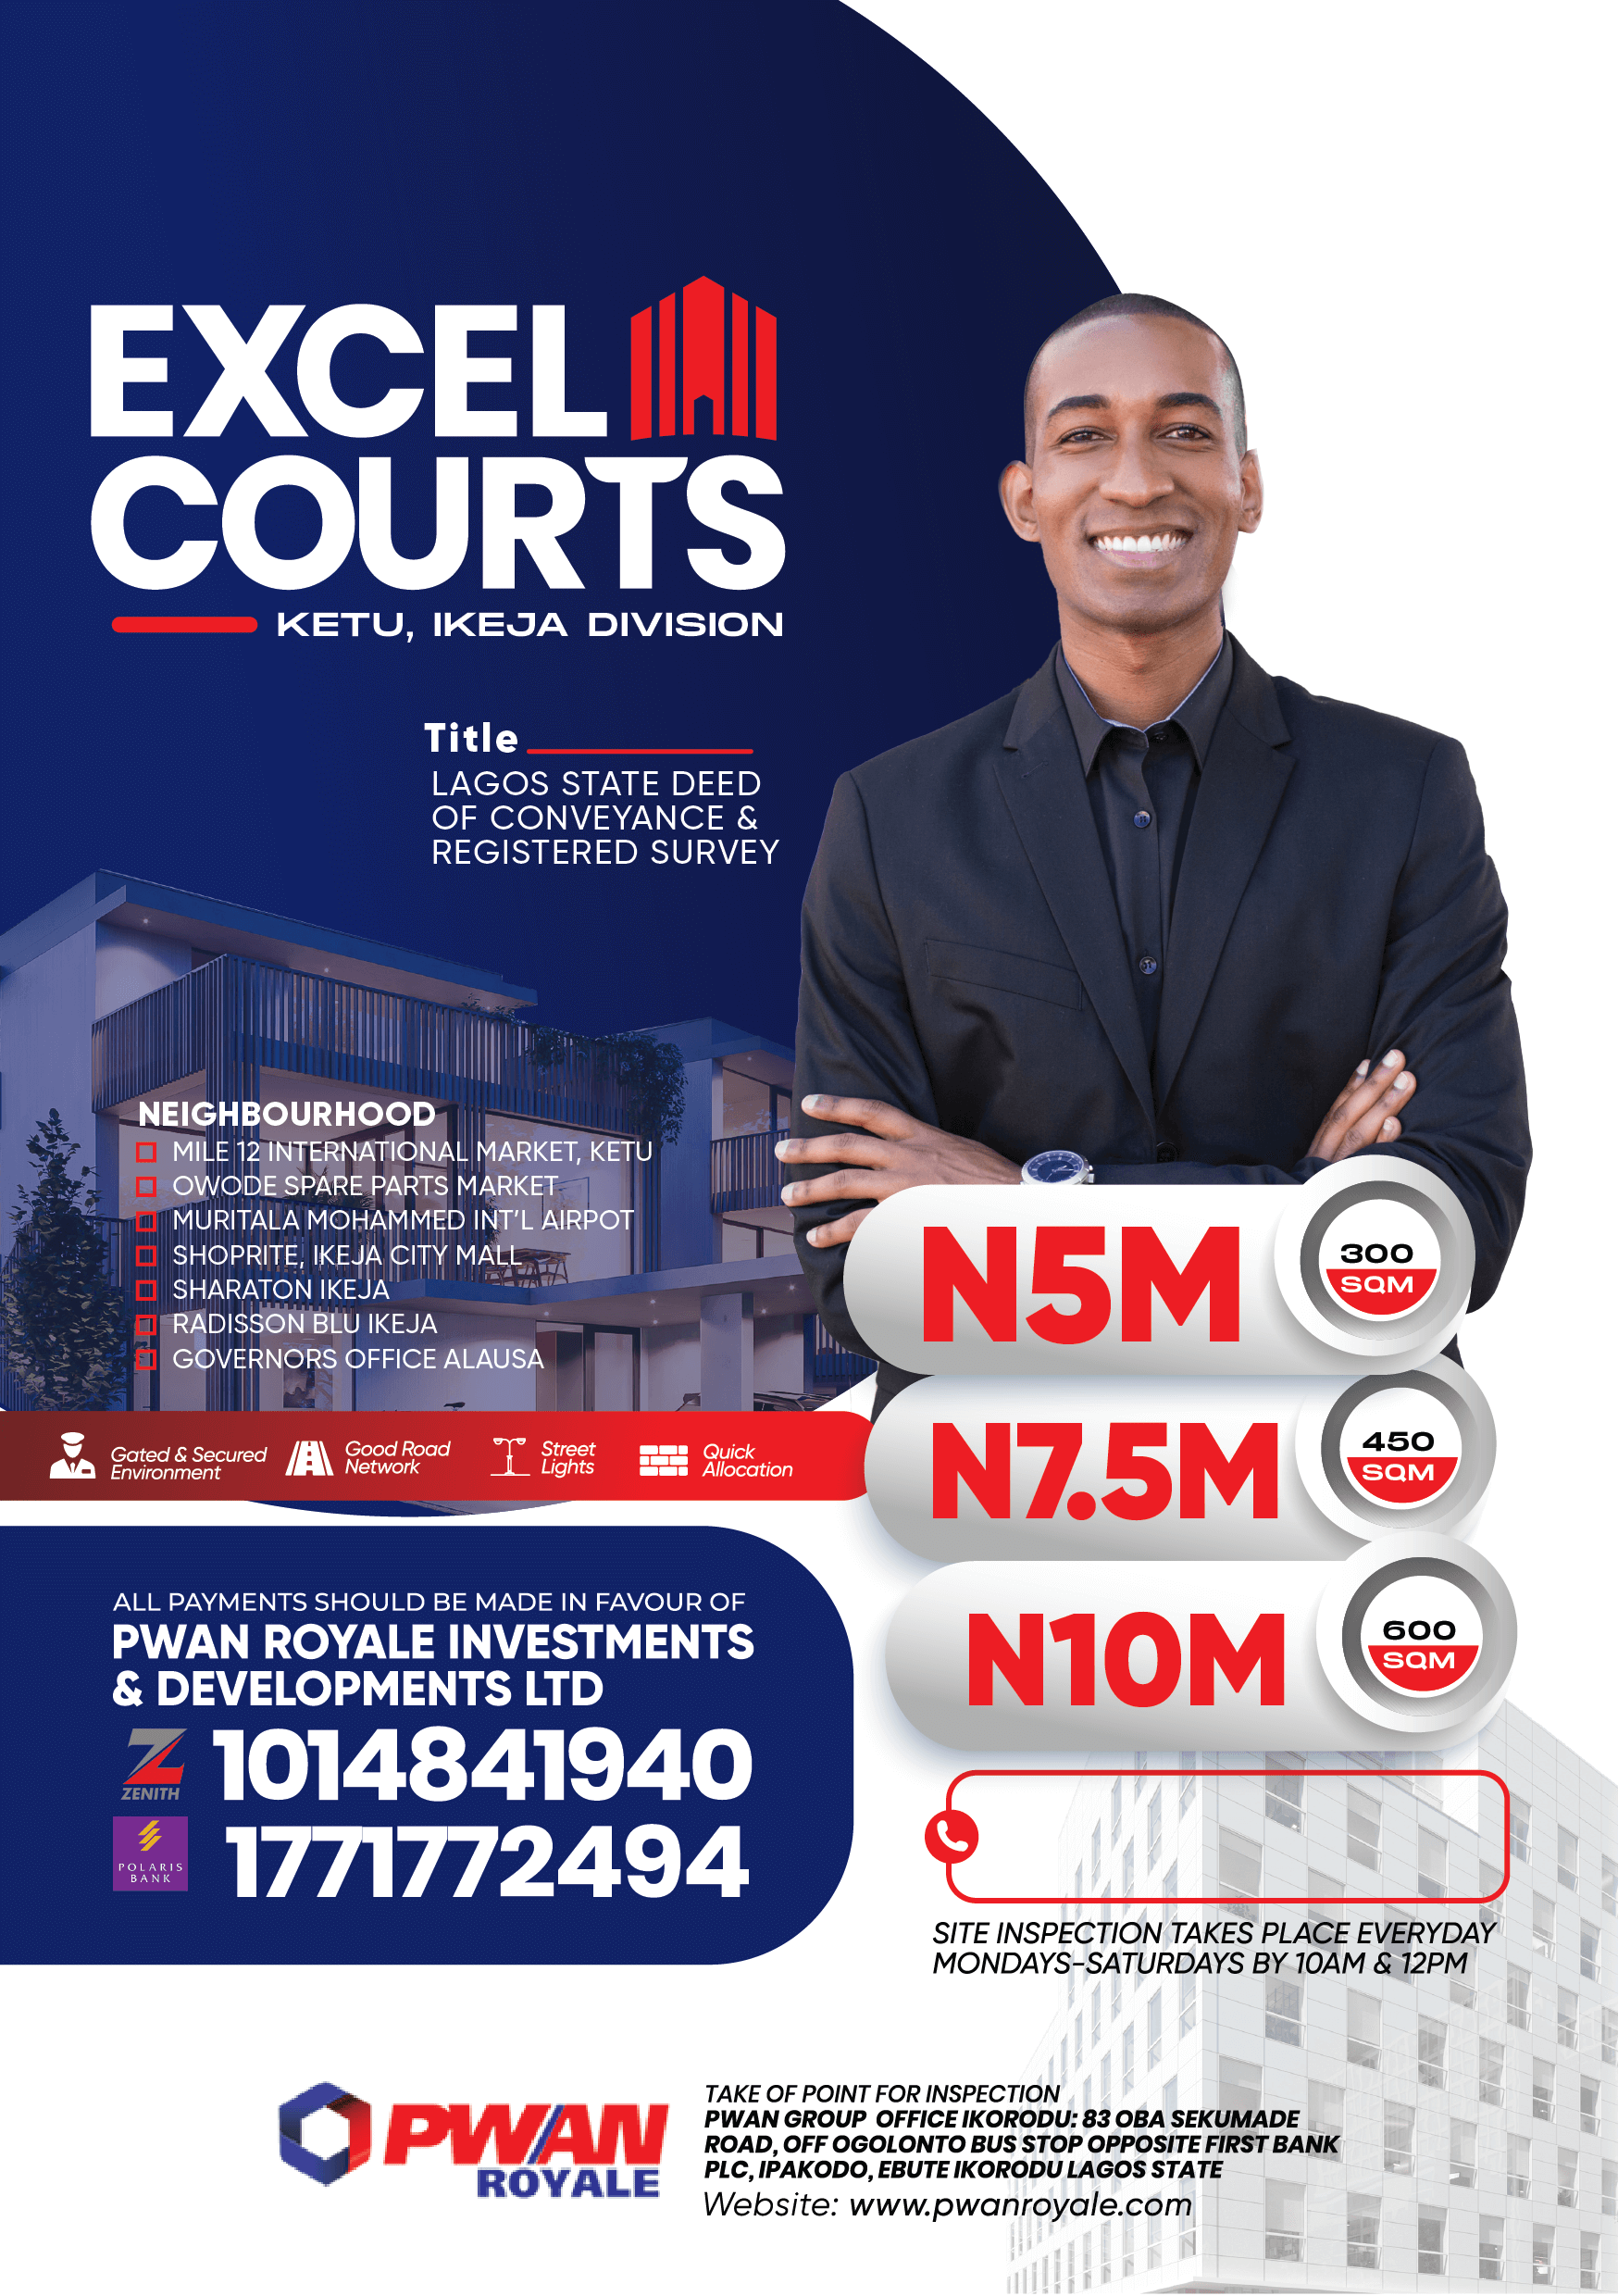 EXCEL
COURTS
KETU, IKEJA DIVISION
Title
LAGOS STATE DEED
OF CONVEYANCE &
REGISTERED SURVEY
NEIGHBOURHOOD
MILE 12 INTERNATIONAL MARKET, KETU
OWODE SPARE PARTS MARKET
MURITALA MOHAMMED INT'L AIRPOT
SHOPRITE, IKEJA CITY MALL
SHARATON IKEJA
RADISSON BLU IKEJA
GOVERNORS OFFICE ALAUSA
Gated & Secured
Environment
Good Road
Network
Street
Lights
Quick
Allocation
N5M
300
SQM
N7.5M
450
SQM
N10M
600
SQM
ALL PAYMENTS SHOULD BE MADE IN FAVOUR OF
PWAN ROYALE INVESTMENTS
& DEVELOPMENTS LTD
ZENITH
1014841940
POLARIS
BANK
1771772494
SITE INSPECTION TAKES PLACE EVERYDAY
MONDAYS-SATURDAYS BY 10AM & 12PM
PWAN
ROYALE
TAKE OF POINT FOR INSPECTION
PWAN GROUP OFFICE IKORODU: 83 OBA SEKUMADE
ROAD, OFF OGOLONTO BUS STOP OPPOSITE FIRST BANK
PLC, IPAKODO, EBUTE IKORODU LAGOS STATE
Website: www.pwanroyale.com